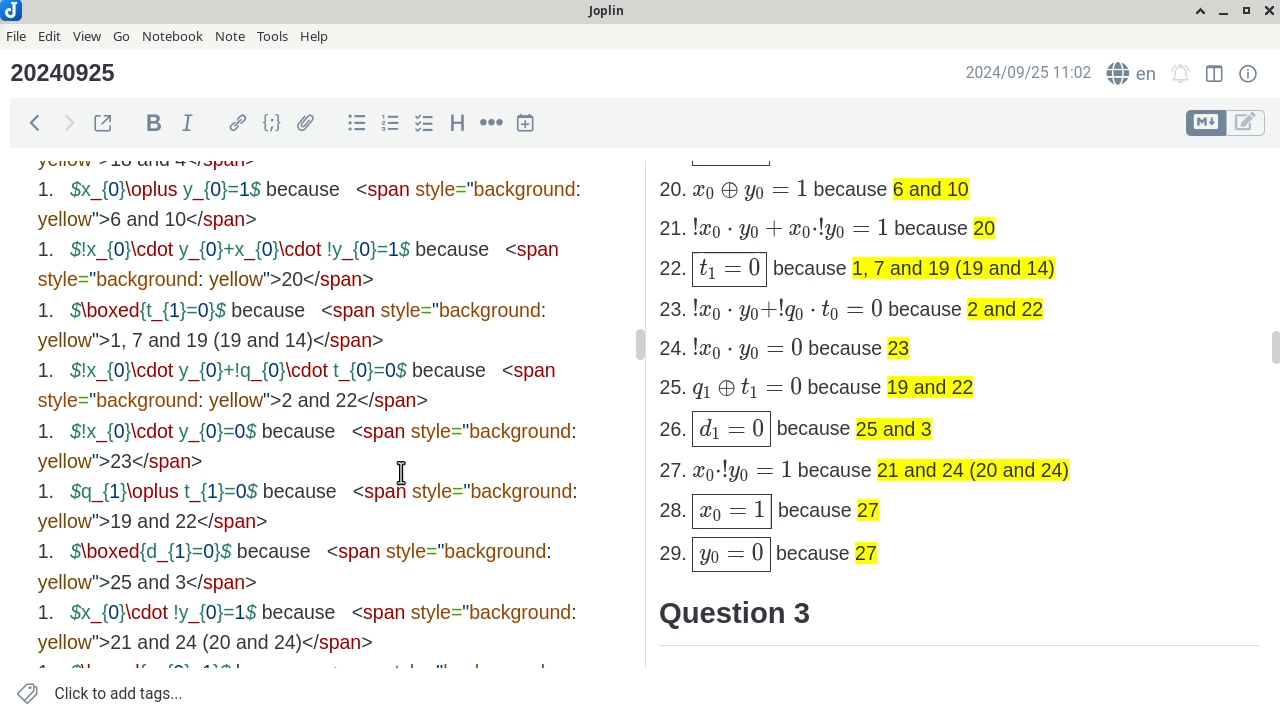 Joplin
File Edit View Go Notebook Note Tools Help
20240925
2024/09/25 11:02 en
yellow">18 and 4</span>
1. $x_{0}\oplus y_{0}=1$ because <span style="background:
yellow">6 and 10</span>
1. $!x_{0}\cdot y_{0}+x_{0}\cdot !y_{0}=1$ because <span
style="background: yellow">20</span>
1. $\boxed{t_{1}=0}$ because <span style="background:
yellow">1, 7 and 19 (19 and 14)</span>
1. $!x_{0}\cdot y_{0}+!q_{0}\cdot t_{0}=0$ because <span
style="background: yellow">2 and 22</span>
1. $!x_{0}\cdot y_{0}=0$ because <span style="background:
yellow">23</span>
1. $q_{1}\oplus t_{1}=0$ because <span style="background:
yellow">19 and 22</span>
1. $\boxed{d_{1}=0}$ because <span style="background:
yellow">25 and 3</span>
1. $x_{0}\cdot !y_{0}=1$ because <span style="background:
yellow">21 and 24 (20 and 24)</span>
20. x₀ ⊕ y₀ = 1 because 6 and 10
21. !x₀ · y₀ + x₀·!y₀ = 1 because 20
22. t₁ = 0 because 1, 7 and 19 (19 and 14)
23. !x₀ · y₀+!q₀ · t₀ = 0 because 2 and 22
24. !x₀ · y₀ = 0 because 23
25. q₁ ⊕ t₁ = 0 because 19 and 22
26. d₁ = 0 because 25 and 3
27. x₀·!y₀ = 1 because 21 and 24 (20 and 24)
28. x₀ = 1 because 27
29. y₀ = 0 because 27
Question 3
Click to add tags...